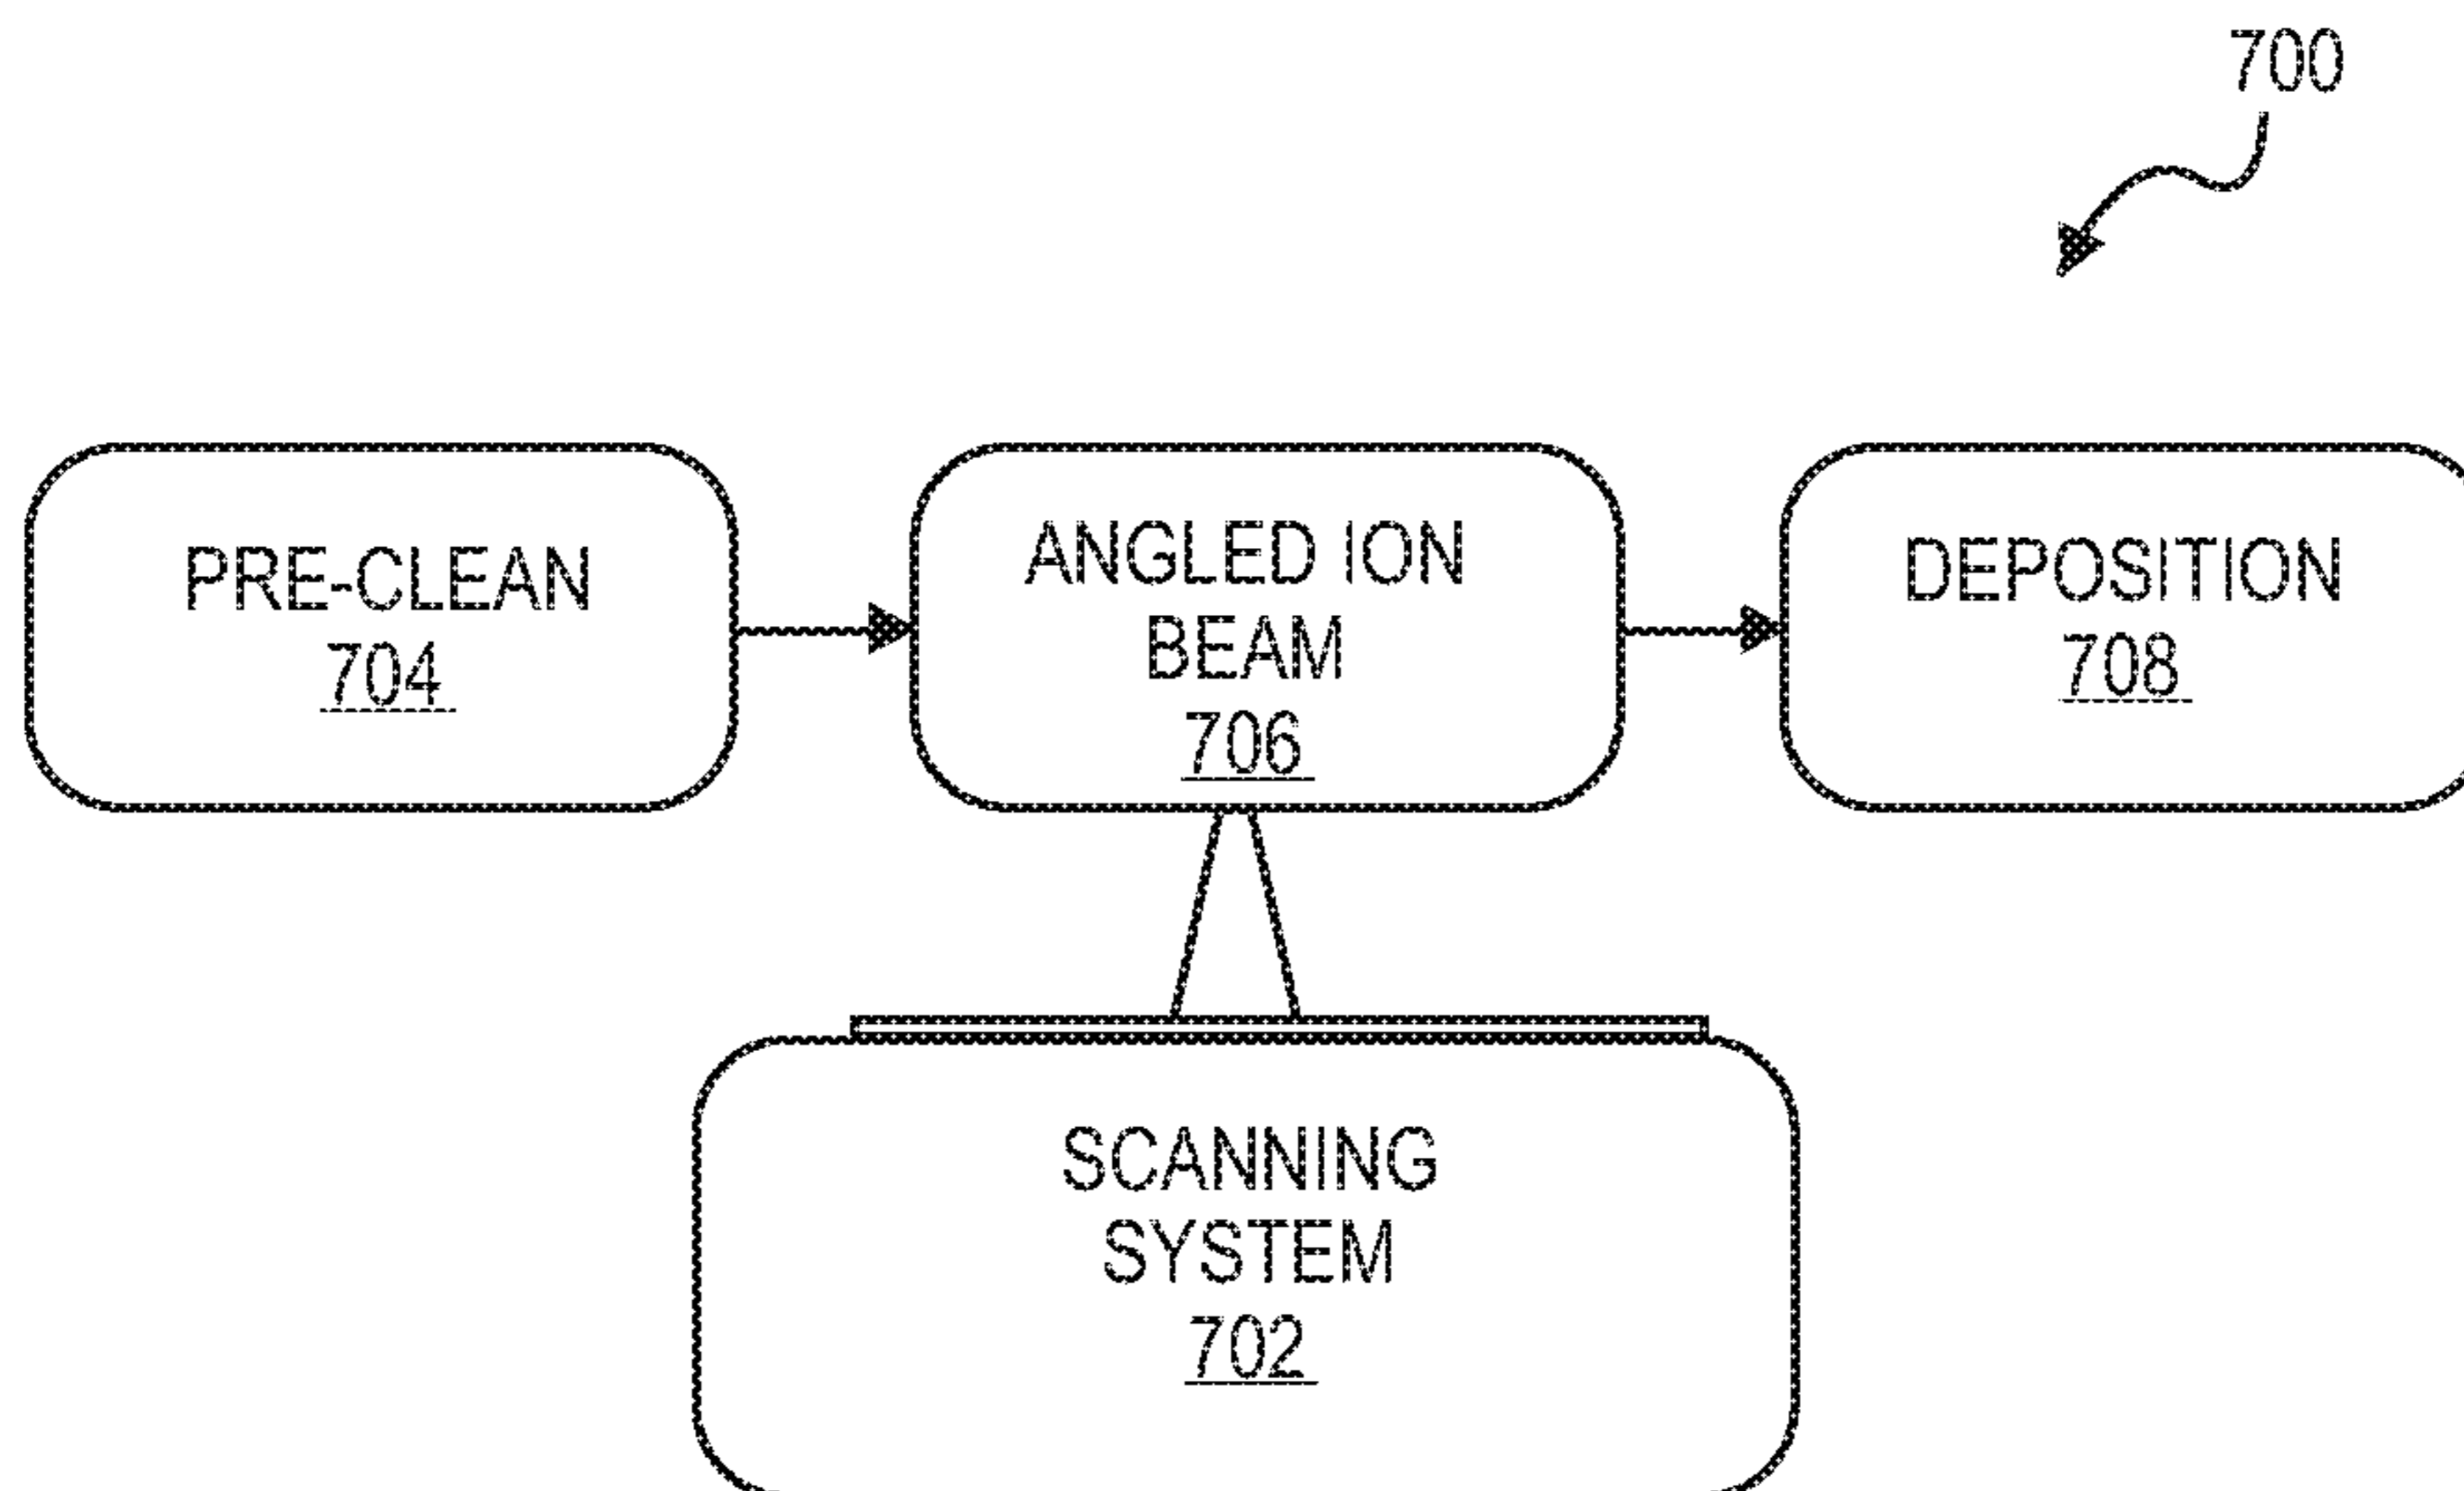 700
PRE-CLEAN
704
ANGLED ION
BEAM
706
DEPOSITION
708
SCANNING
SYSTEM
702